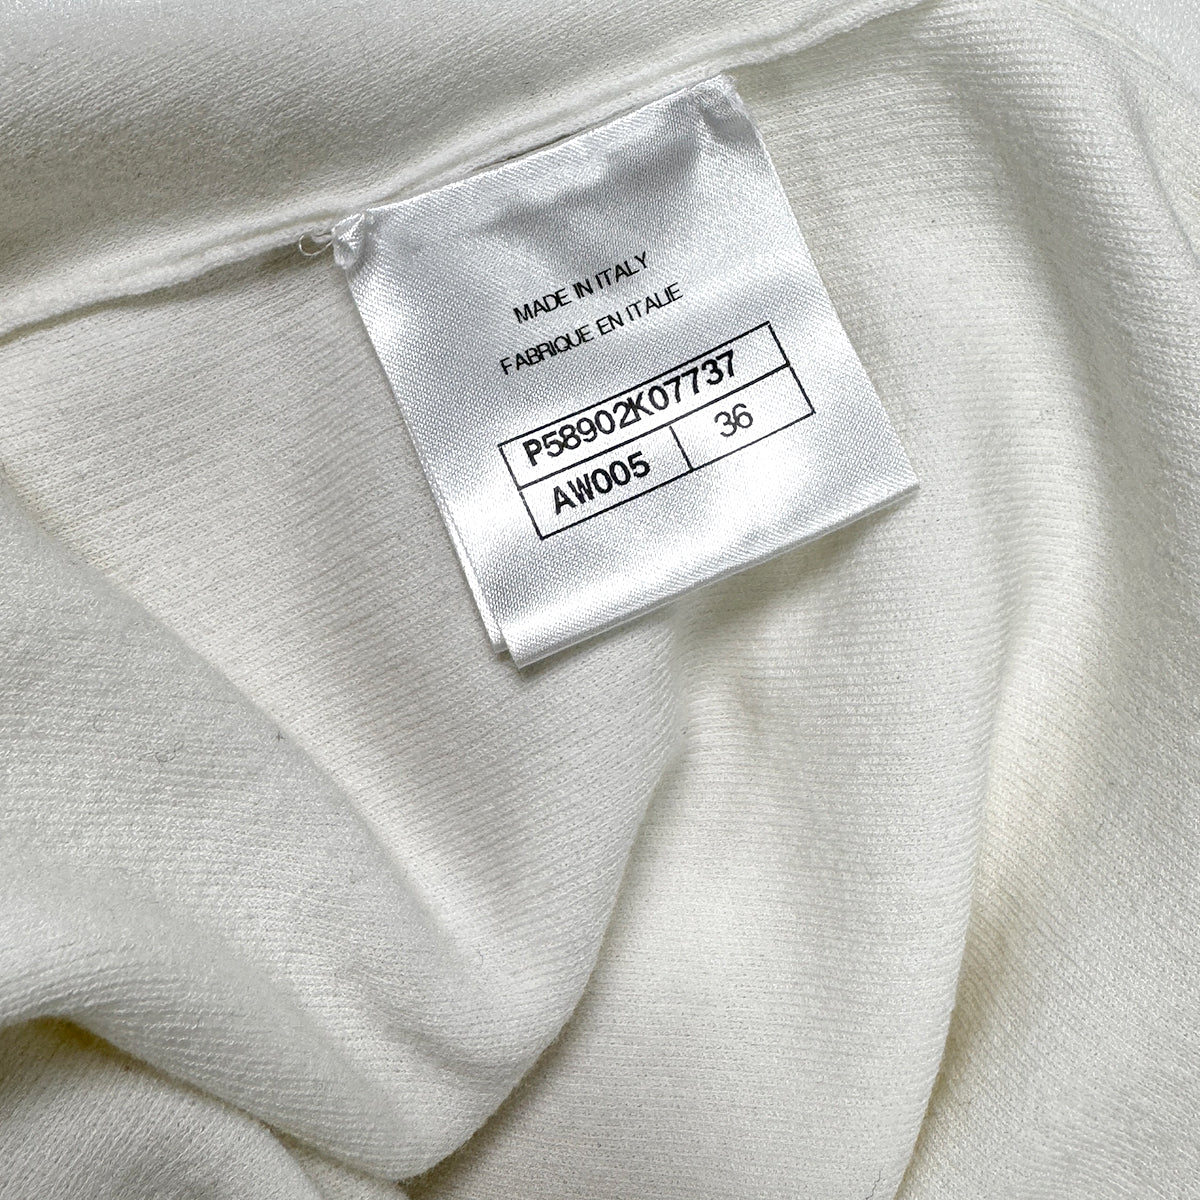 MADE IN ITALY
FABRIQUE EN ITALIE
P58902K07737
AW005 36